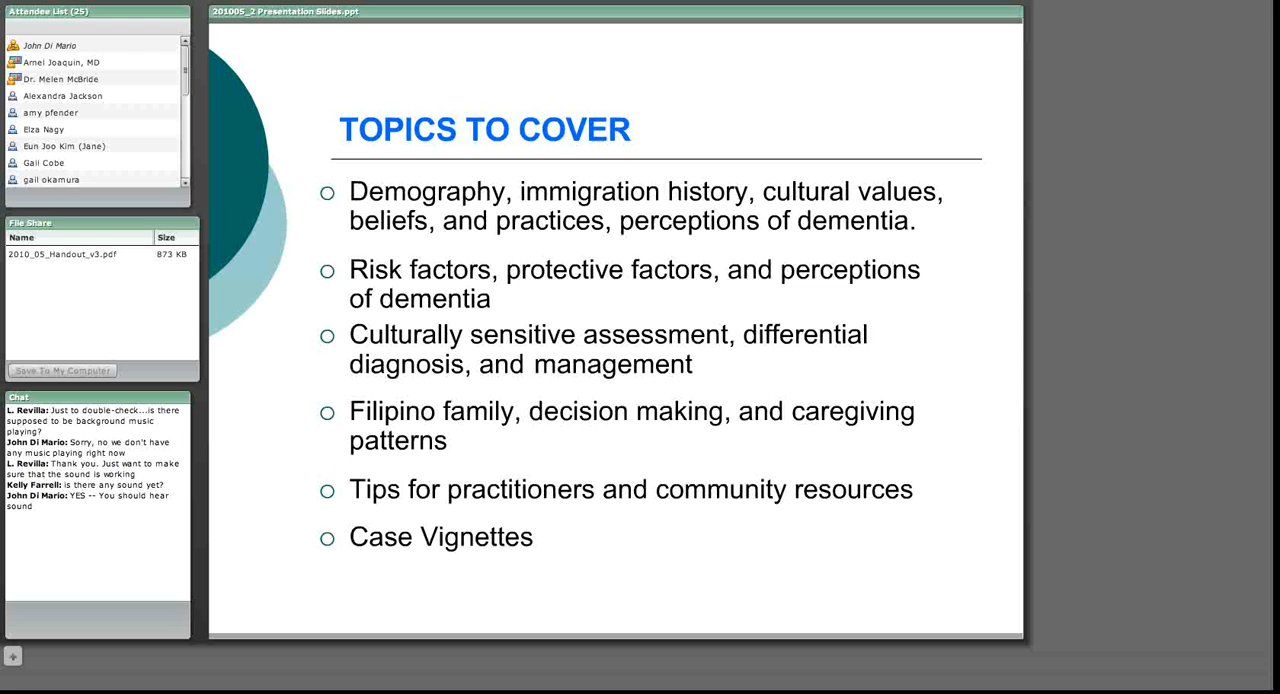 Attendee List (25)
John Di Mario
Arnel Joaquin, MD
Dr. Melen McBride
Alexandra Jackson
amy pfender
Elza Nagy
Eun Joo Kim (Jane)
Gail Cobe
gail okamura
File Share
Name Size
2010_05_Handout_v3.pdf 873 KB
Save To My Computer
Chat
L. Revilla: Just to double-check...is there
supposed to be background music
playing?
John Di Mario: Sorry, no we don't have
any music playing right now
L. Revilla: Thank you. Just want to make
sure that the sound is working
Kelly Farrell: is there any sound yet?
John Di Mario: YES -- You should hear
sound
201005_2 Presentation Slides.ppt
TOPICS TO COVER
Demography, immigration history, cultural values,
beliefs, and practices, perceptions of dementia.
Risk factors, protective factors, and perceptions
of dementia
Culturally sensitive assessment, differential
diagnosis, and management
Filipino family, decision making, and caregiving
patterns
Tips for practitioners and community resources
Case Vignettes